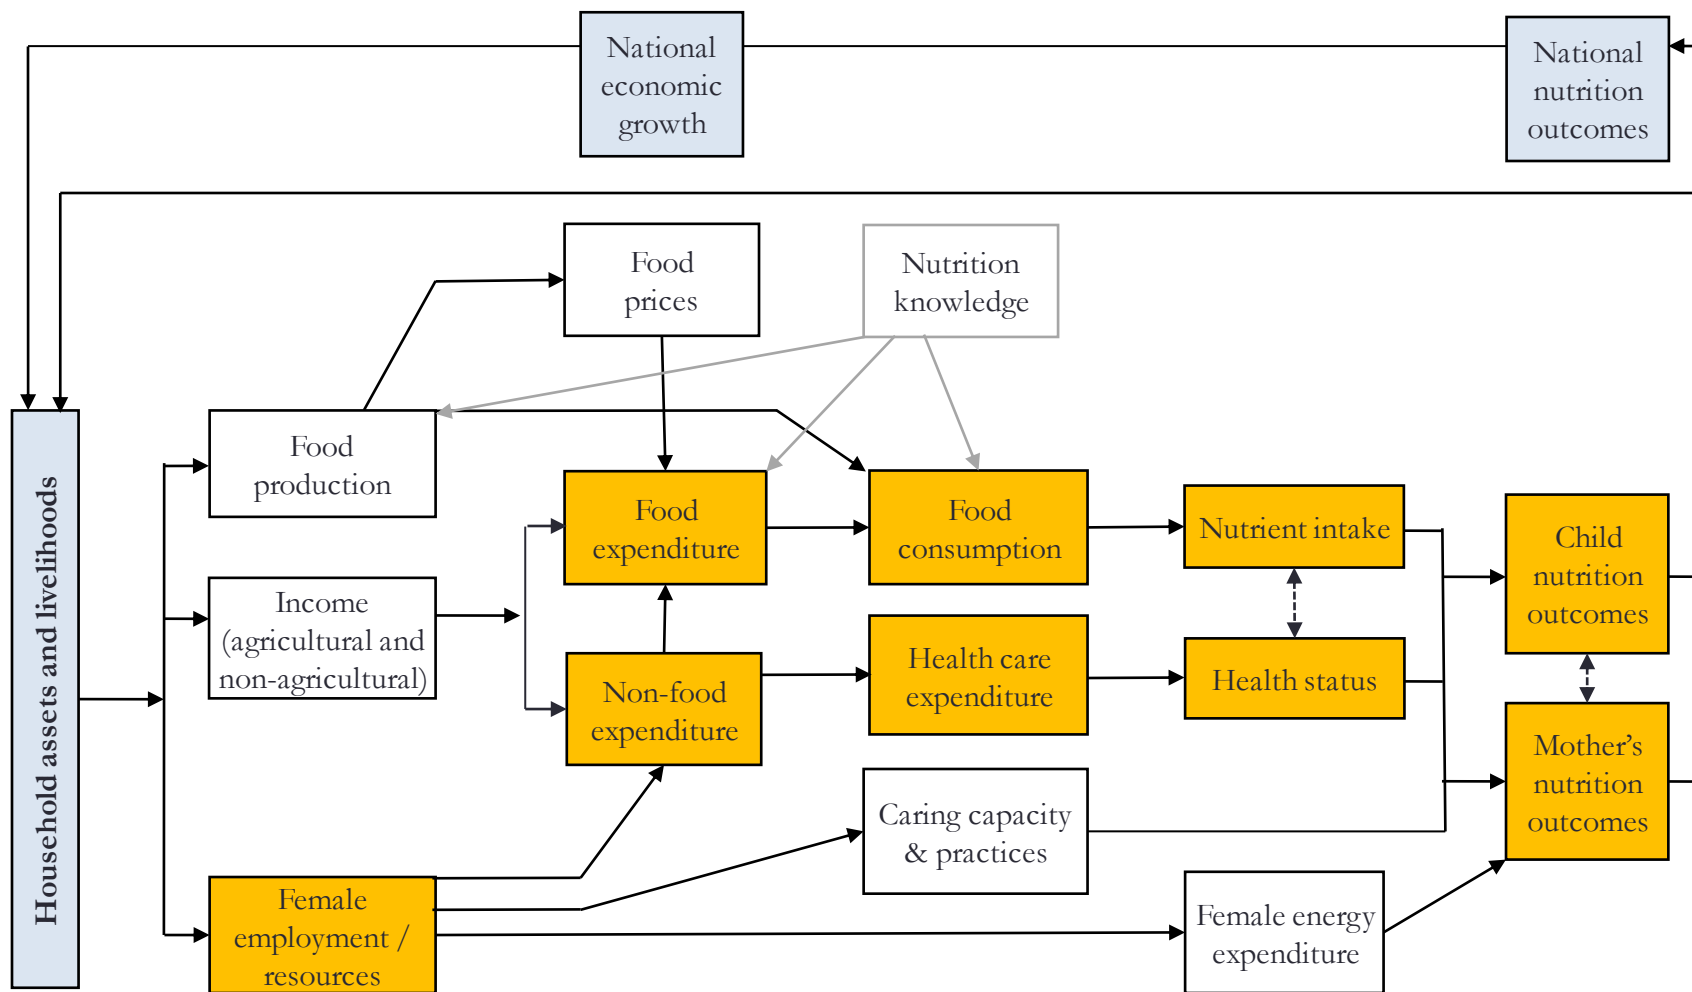 National
economic
growth
National
nutrition
outcomes
Food
prices
Nutrition
knowledge
Household assets and livelihoods
Food
production
Food
expenditure
Food
consumption
Nutrient intake
Child
nutrition
outcomes
Income
(agricultural and
non-agricultural)
Non-food
expenditure
Health care
expenditure
Health status
Mother’s
nutrition
outcomes
Caring capacity
& practices
Female
employment /
resources
Female energy
expenditure